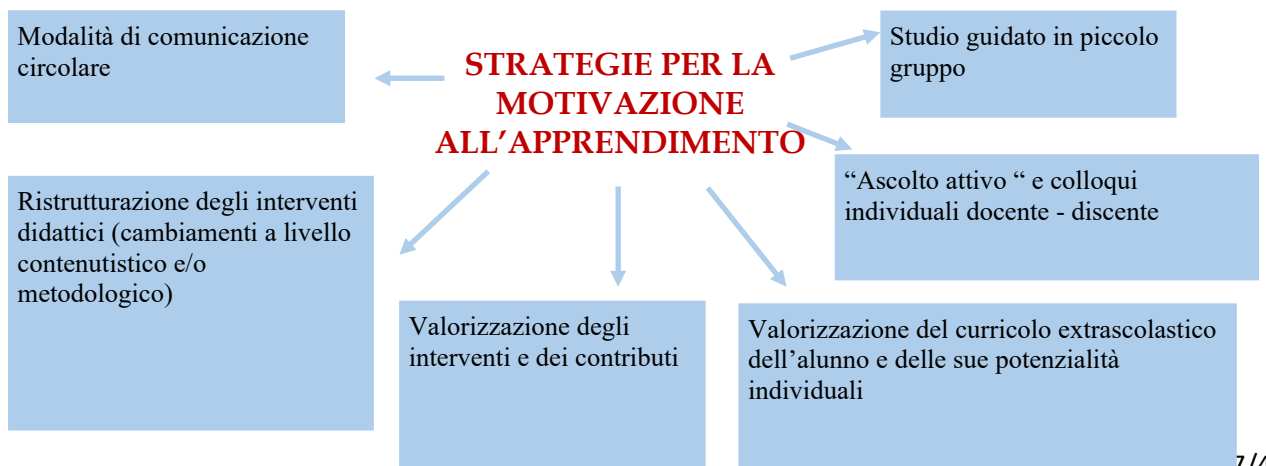 Modalità di comunicazione
circolare
STRATEGIE PER LA
MOTIVAZIONE
ALL’APPRENDIMENTO
Studio guidato in piccolo
gruppo
“Ascolto attivo “ e colloqui
individuali docente - discente
Ristrutturazione degli interventi
didattici (cambiamenti a livello
contenutistico e/o
metodologico)
Valorizzazione degli
interventi e dei contributi
Valorizzazione del curricolo extrascolastico
dell’alunno e delle sue potenzialità
individuali